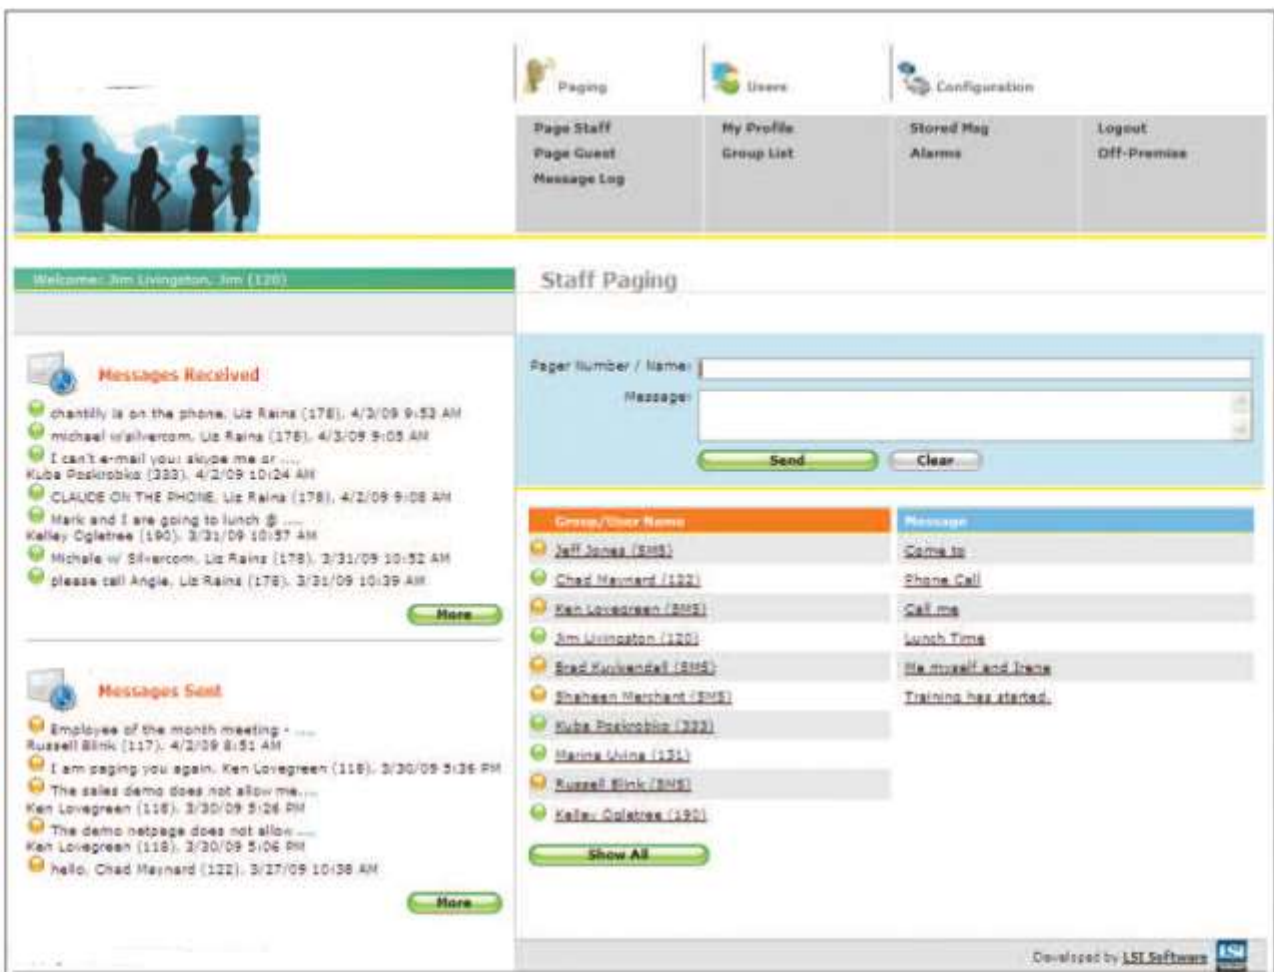 Paging
Users
Configuration
Page Staff
My Profile
Stored Msg
Logout
Page Guest
Group List
Alarms
Off-Premise
Message Log
Welcome: Jim Livingston, Jim (120)
Staff Paging
Messages Received
chantilly is on the phone, Liz Rains (178), 4/3/09 9:53 AM
michael w/silvercom, Liz Rains (178), 4/3/09 9:05 AM
I can't e-mail you; skype me or ....
Kuba Poskrobko (333), 4/2/09 10:24 AM
CLAUDE ON THE PHONE, Liz Rains (178), 4/2/09 9:08 AM
Mark and I are going to lunch @ ....
Kelley Ogletree (190), 3/31/09 10:57 AM
Michele w/ Silvercom, Liz Rains (178), 3/31/09 10:52 AM
please call Angie, Liz Rains (178), 3/31/09 10:39 AM
More
Messages Sent
Employee of the month meeting - ....
Russell Blink (117), 4/2/09 8:51 AM
I am paging you again, Ken Lovegreen (118), 3/30/09 5:36 PM
The sales demo does not allow me....
Ken Lovegreen (118), 3/30/09 5:26 PM
The demo netpage does not allow ....
Ken Lovegreen (118), 3/30/09 5:06 PM
hello, Chad Maynard (122), 3/27/09 10:38 AM
More
Pager Number / Name:
Message:
Send
Clear
Group/User Name
Jeff Jones (SMS)
Chad Maynard (122)
Ken Lovegreen (SMS)
Jim Livingston (120)
Brad Kuykendall (SMS)
Shaheen Merchant (SMS)
Kuba Poskrobko (333)
Marina Uvina (131)
Russell Blink (SMS)
Kelley Ogletree (190)
Show All
Message
Come to
Phone Call
Call me
Lunch Time
Me myself and Irene
Training has started.
Developed by LSI Software
LSI